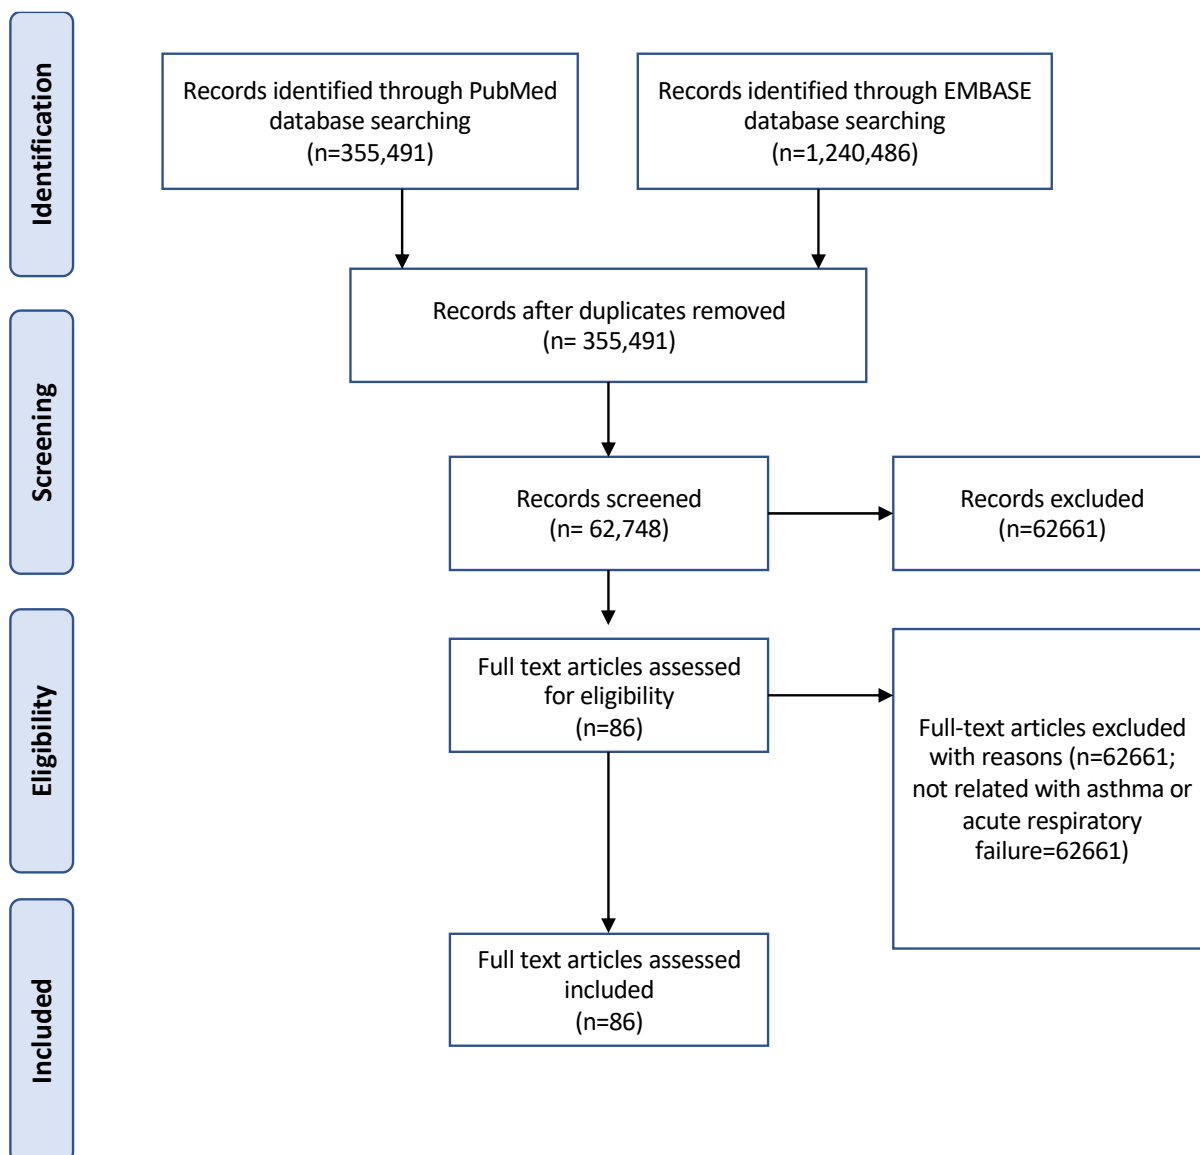 Identification
Records identified through PubMed
database searching
(n=355,491)
Records identified through EMBASE
database searching
(n=1,240,486)
Records after duplicates removed
(n= 355,491)
Screening
Records screened
(n= 62,748)
Records excluded
(n=62661)
Eligibility
Full text articles assessed
for eligibility
(n=86)
Full-text articles excluded
with reasons (n=62661;
not related with asthma or
acute respiratory
failure=62661)
Included
Full text articles assessed
included
(n=86)